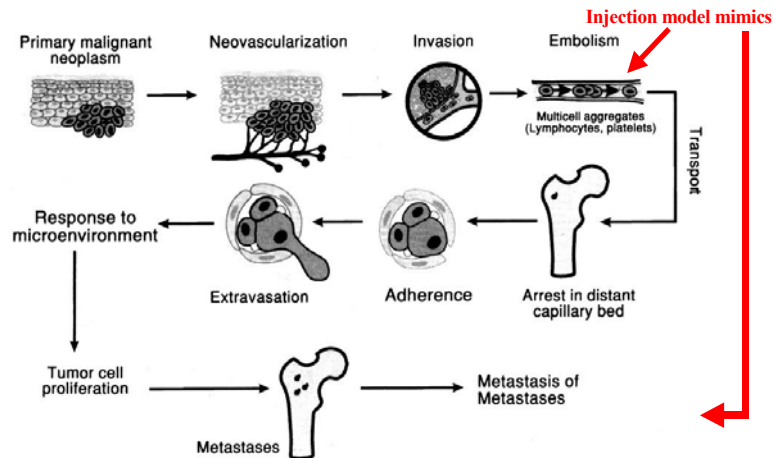 Injection model mimics
Primary malignant
neoplasm
Neovascularization
Invasion
Embolism
Multicell aggregates
(Lymphocytes, platelets)
Transport
Response to
microenvironment
Extravasation
Adherence
Arrest in distant
capillary bed
Tumor cell
proliferation
Metastases
Metastasis of
Metastases